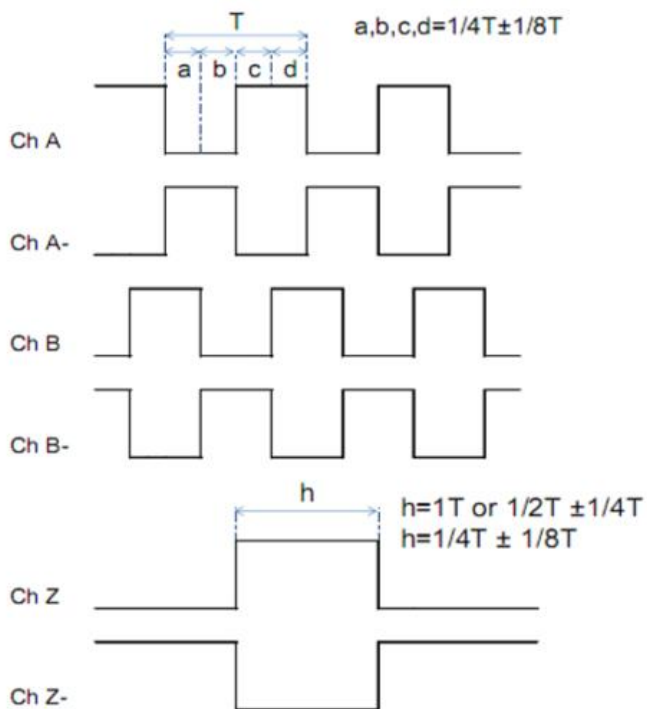 T
a,b,c,d=1/4T±1/8T
a b c d
Ch A
Ch A-
Ch B
Ch B-
h
h=1T or 1/2T ±1/4T
h=1/4T ± 1/8T
Ch Z
Ch Z-